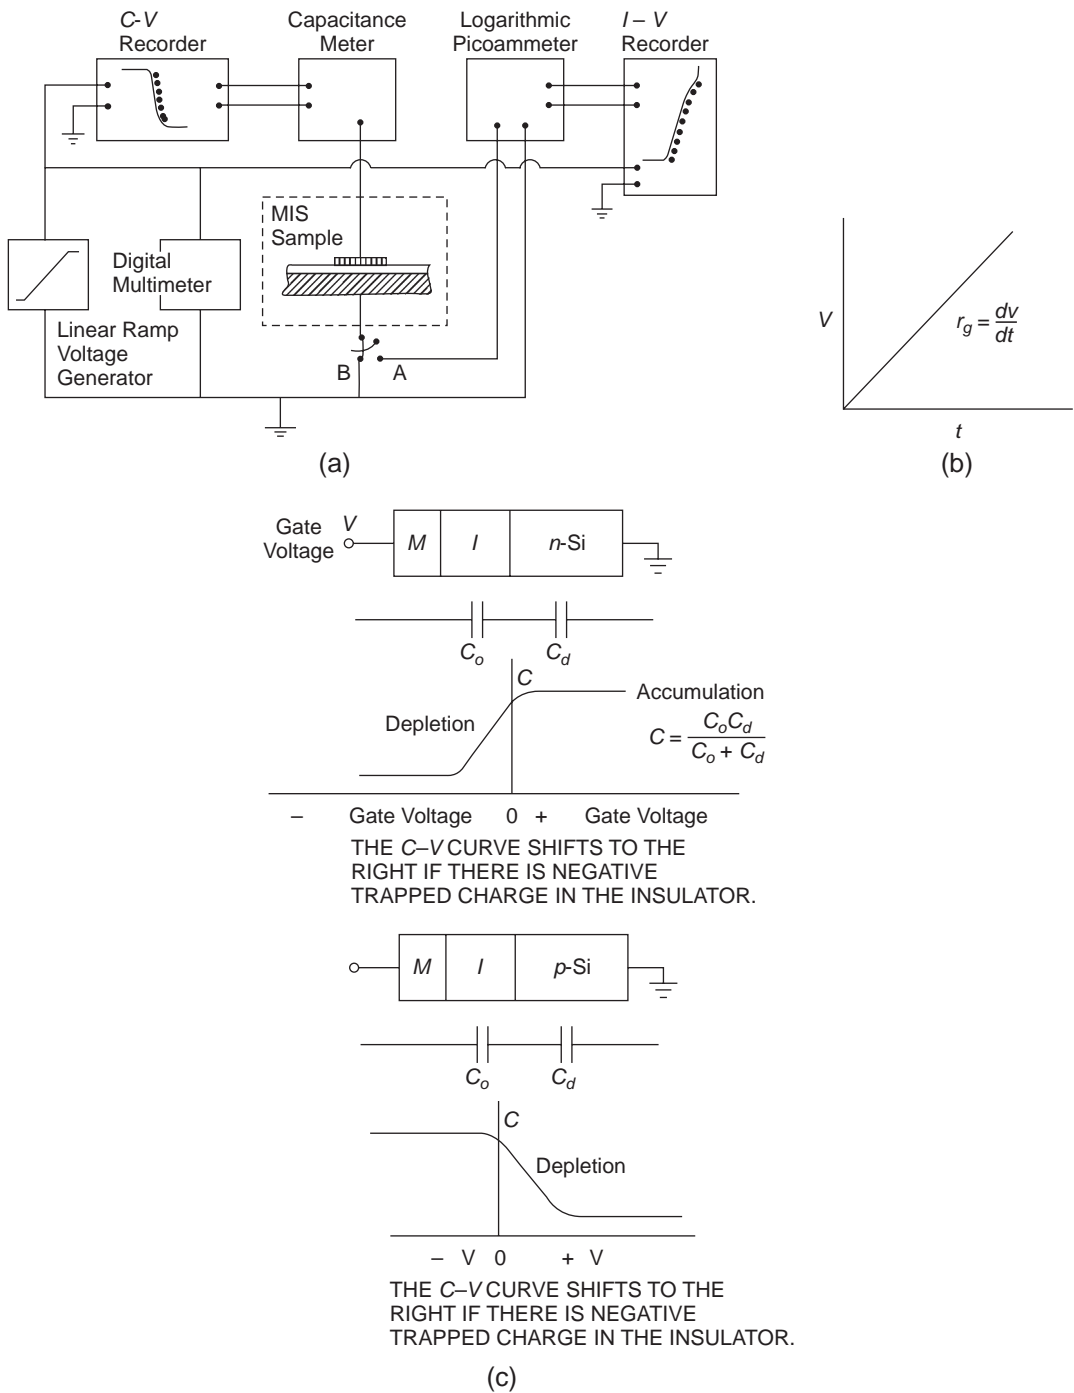 C-V
Recorder
Capacitance
Meter
Logarithmic
Picoammeter
I – V
Recorder
MIS
Sample
Digital
Multimeter
Linear Ramp
Voltage
Generator
B
A
(a)
V
r_g = dv/dt
t
(b)
Gate
Voltage
V
M
I
n-Si
C_o
C_d
C
Accumulation
Depletion
C = C_oC_d / C_o + C_d
– Gate Voltage 0 + Gate Voltage
THE C–V CURVE SHIFTS TO THE
RIGHT IF THERE IS NEGATIVE
TRAPPED CHARGE IN THE INSULATOR.
M
I
p-Si
C_o
C_d
C
Depletion
– V 0 + V
THE C–V CURVE SHIFTS TO THE
RIGHT IF THERE IS NEGATIVE
TRAPPED CHARGE IN THE INSULATOR.
(c)